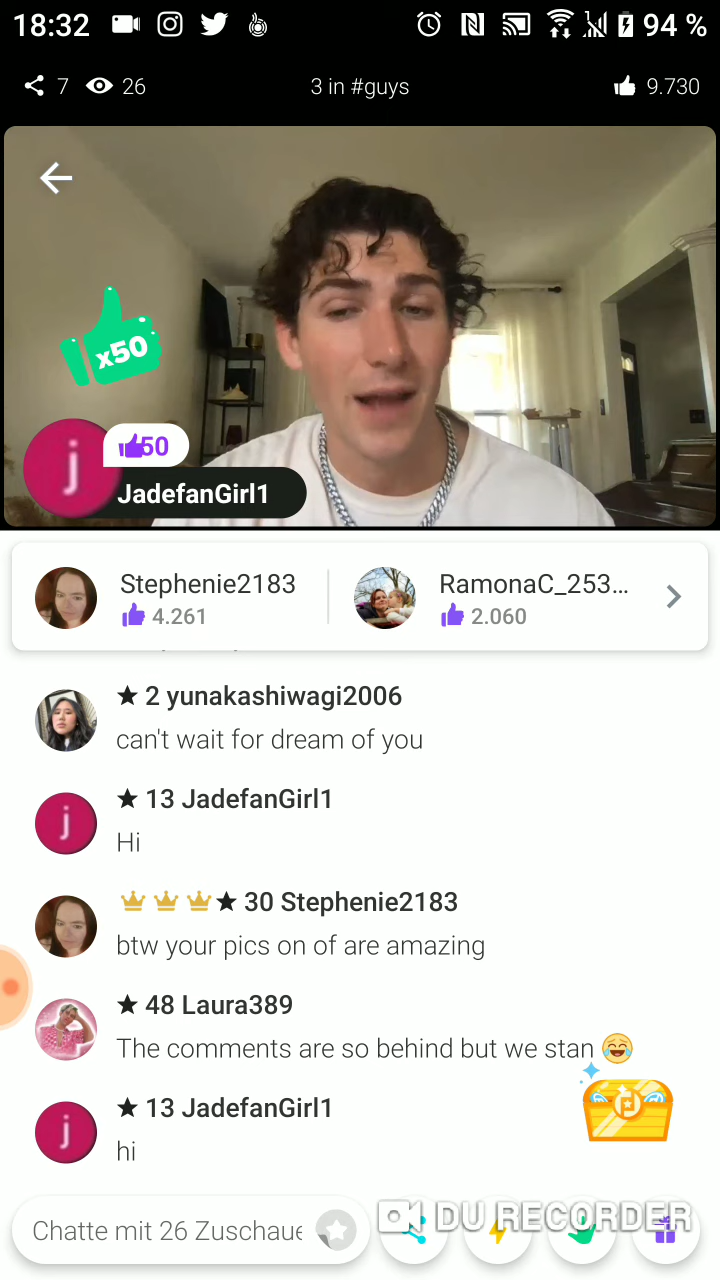 18:32 94 %
7 26 3 in #guys 9.730
x50
j 50
JadefanGirl1
Stephenie2183 RamonaC_253...
4.261 2.060
★ 2 yunakashiwagi2006
can't wait for dream of you
★ 13 JadefanGirl1
j
Hi
★ 30 Stephenie2183
btw your pics on of are amazing
★ 48 Laura389
The comments are so behind but we stan 😂
★ 13 JadefanGirl1
j
hi
Chatte mit 26 Zuschaue DU RECORDER